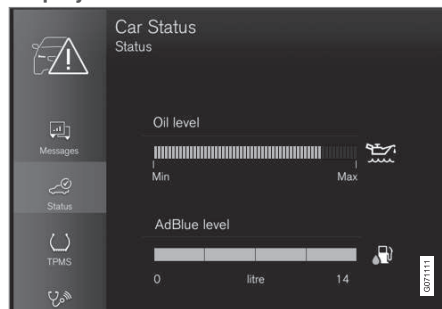 Car Status
Status
Messages
Status
TPMS
Oil level
Min Max
AdBlue level
0 litre 14
G071111